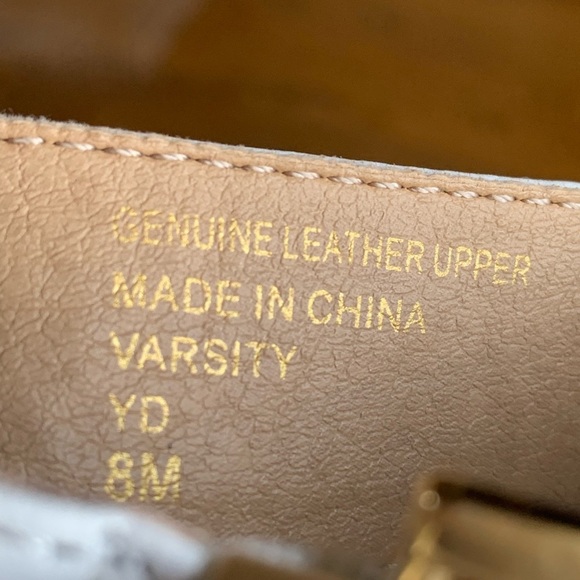 GENUINE LEATHER UPPER
MADE IN CHINA
VARSITY
YD
8M